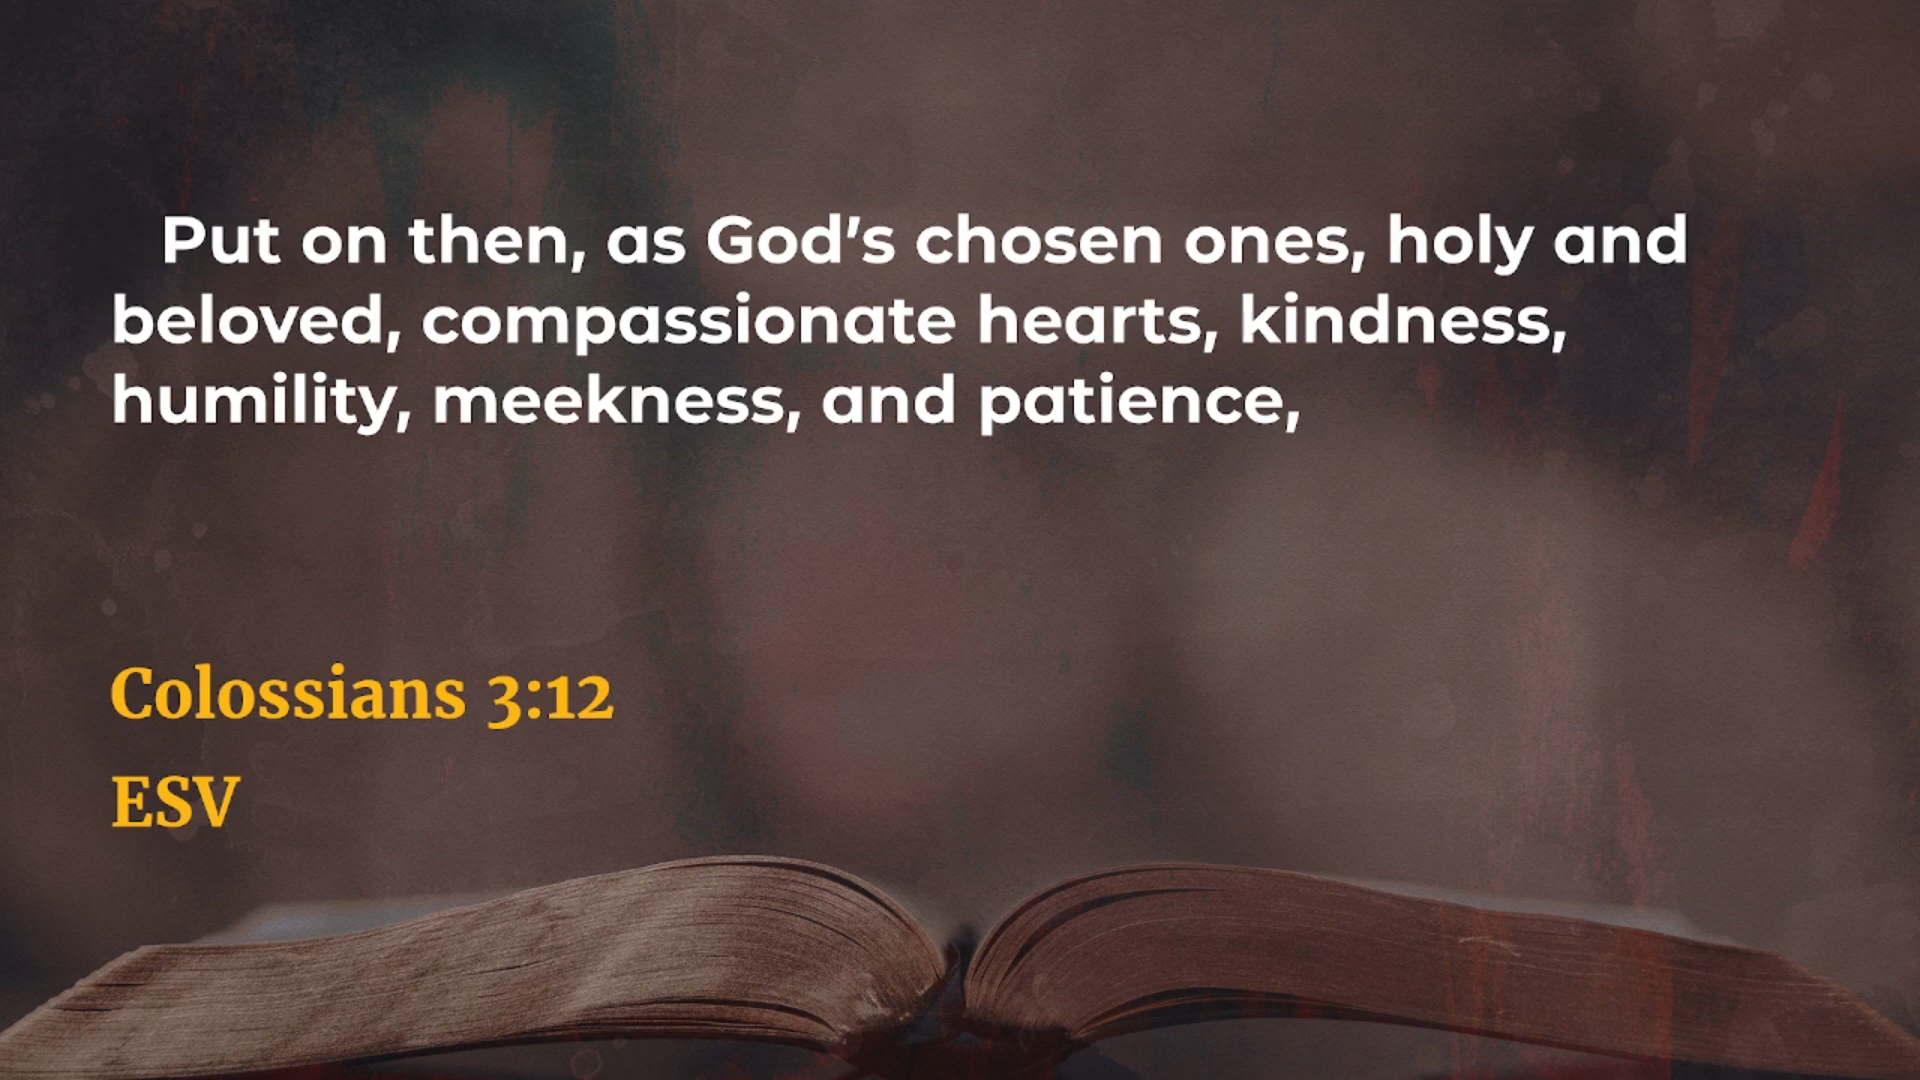 Put on then, as God’s chosen ones, holy and
beloved, compassionate hearts, kindness,
humility, meekness, and patience,
Colossians 3:12
ESV